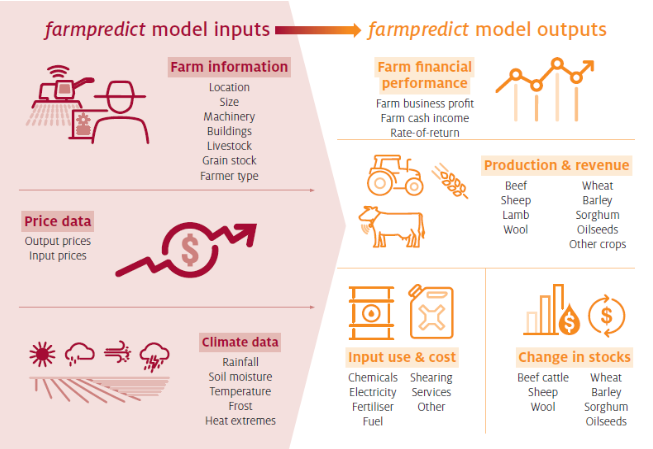 farmpredict model inputs
farmpredict model outputs
Farm information
Location
Size
Machinery
Buildings
Livestock
Grain stock
Farmer type
Price data
Output prices
Input prices
$
Climate data
Rainfall
Soil moisture
Temperature
Frost
Heat extremes
Farm financial
performance
Farm business profit
Farm cash income
Rate-of-return
Production & revenue
Beef
Sheep
Lamb
Wool
Wheat
Barley
Sorghum
Oilseeds
Other crops
Input use & cost
Chemicals
Electricity
Fertiliser
Fuel
Shearing
Services
Other
$
$
Change in stocks
Beef cattle
Sheep
Wool
Wheat
Barley
Sorghum
Oilseeds